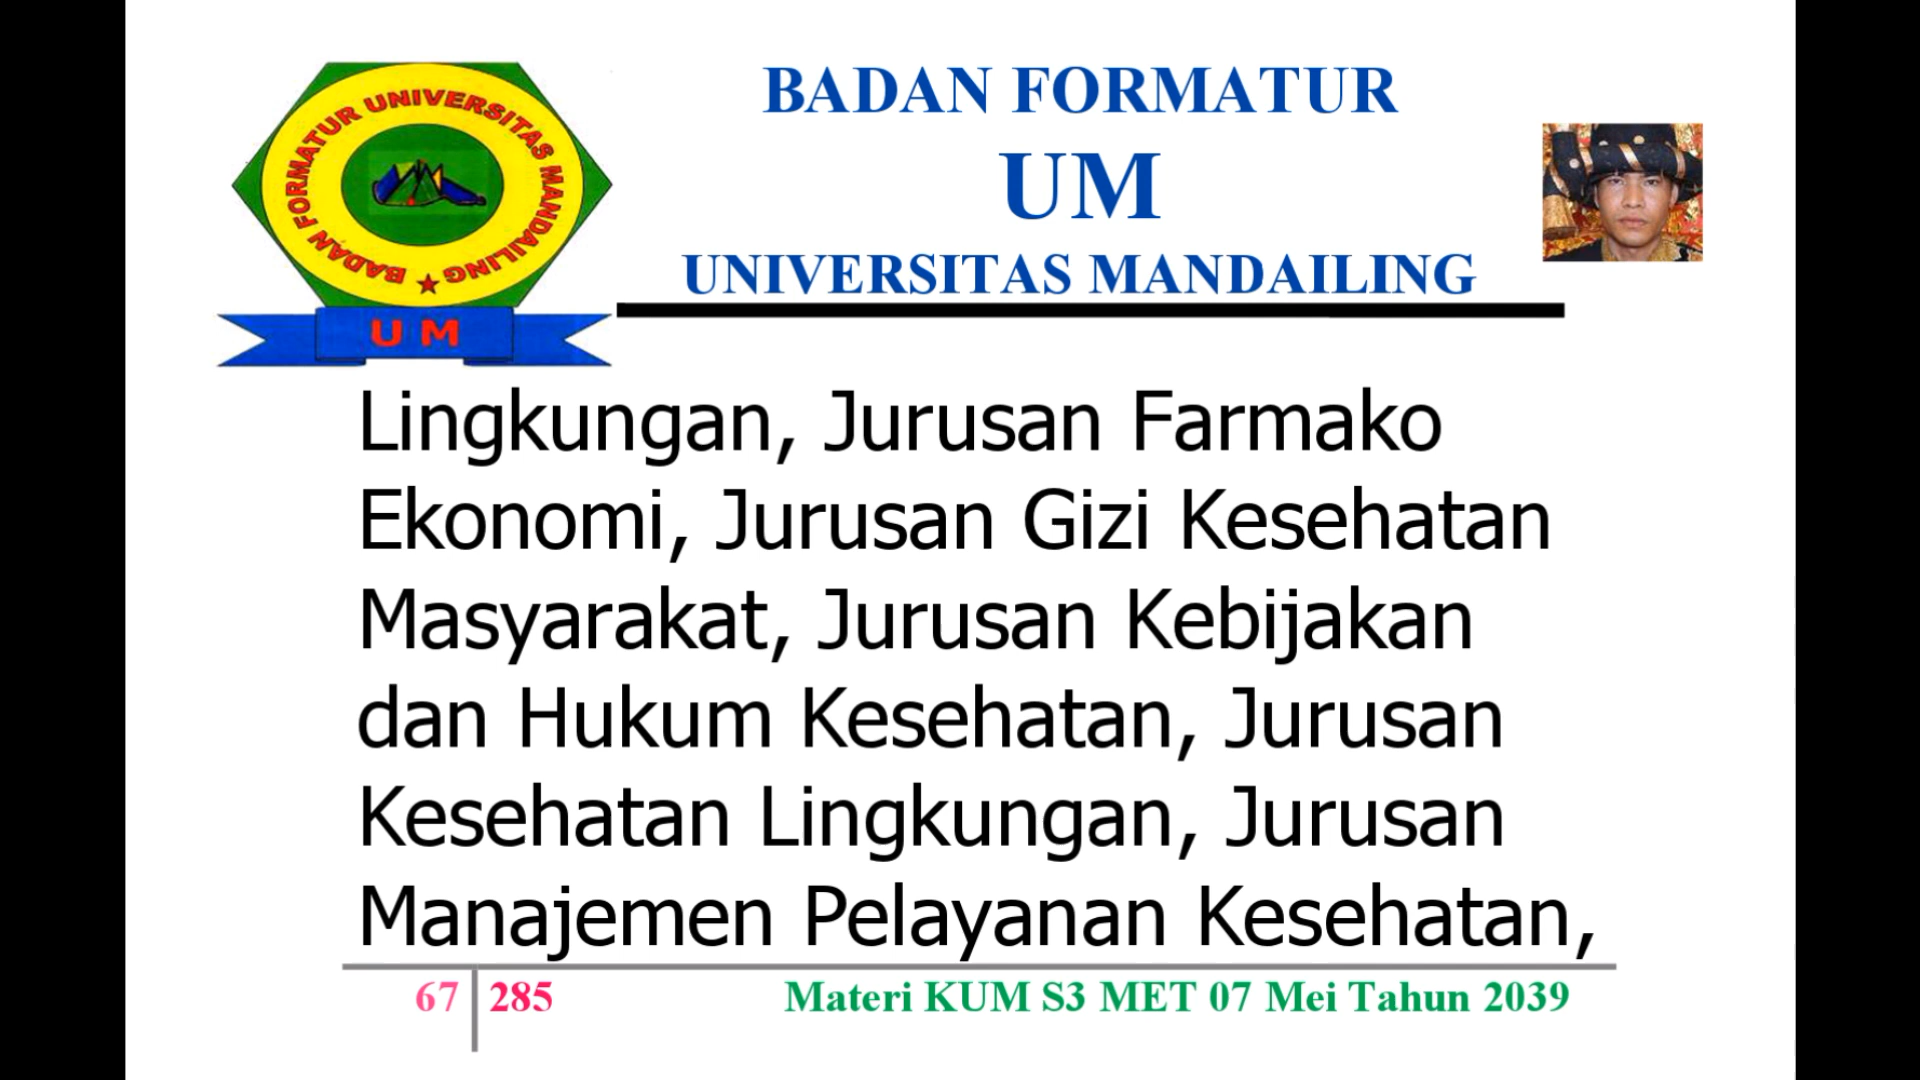 BADAN FORMATUR UNIVERSITAS MANDAILING
U M
BADAN FORMATUR
UM
UNIVERSITAS MANDAILING
Lingkungan, Jurusan Farmako
Ekonomi, Jurusan Gizi Kesehatan
Masyarakat, Jurusan Kebijakan
dan Hukum Kesehatan, Jurusan
Kesehatan Lingkungan, Jurusan
Manajemen Pelayanan Kesehatan,
67 285 Materi KUM S3 MET 07 Mei Tahun 2039